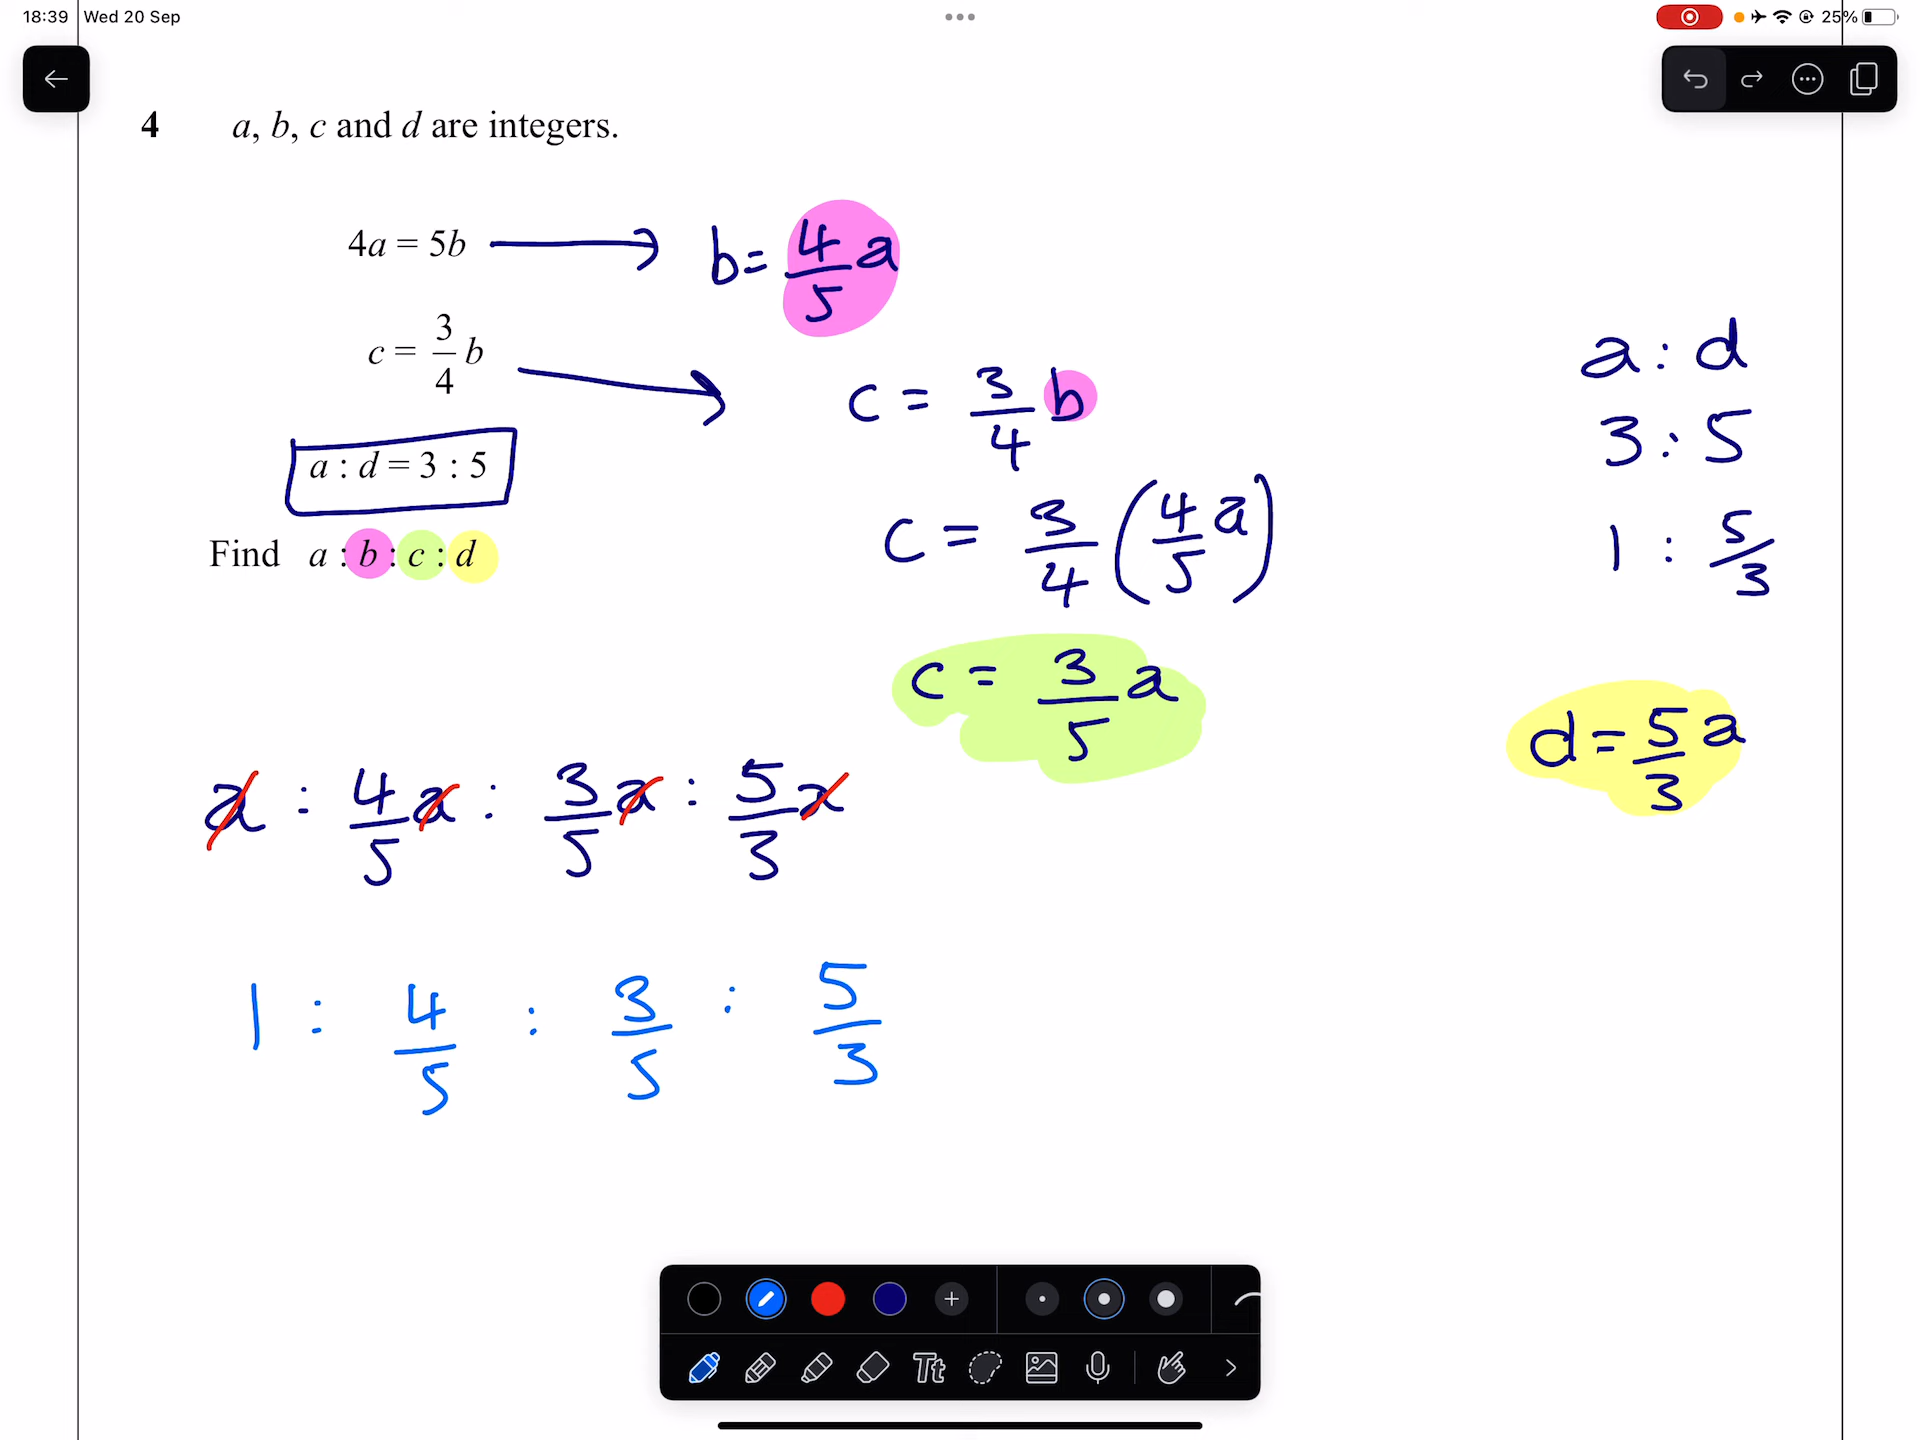 18:39 Wed 20 Sep 25%
4 a, b, c and d are integers.
4a = 5b
b = 4/5 a
c = 3/4 b
c = 3/4 b
a : d = 3 : 5
Find a : b : c : d
c = 3/4 (4/5 a)
c = 3/5 a
a : d
3 : 5
1 : 5/3
d = 5/3 a
a : 4/5 a : 3/5 a : 5/3 a
1 : 4/5 : 3/5 : 5/3
Tt